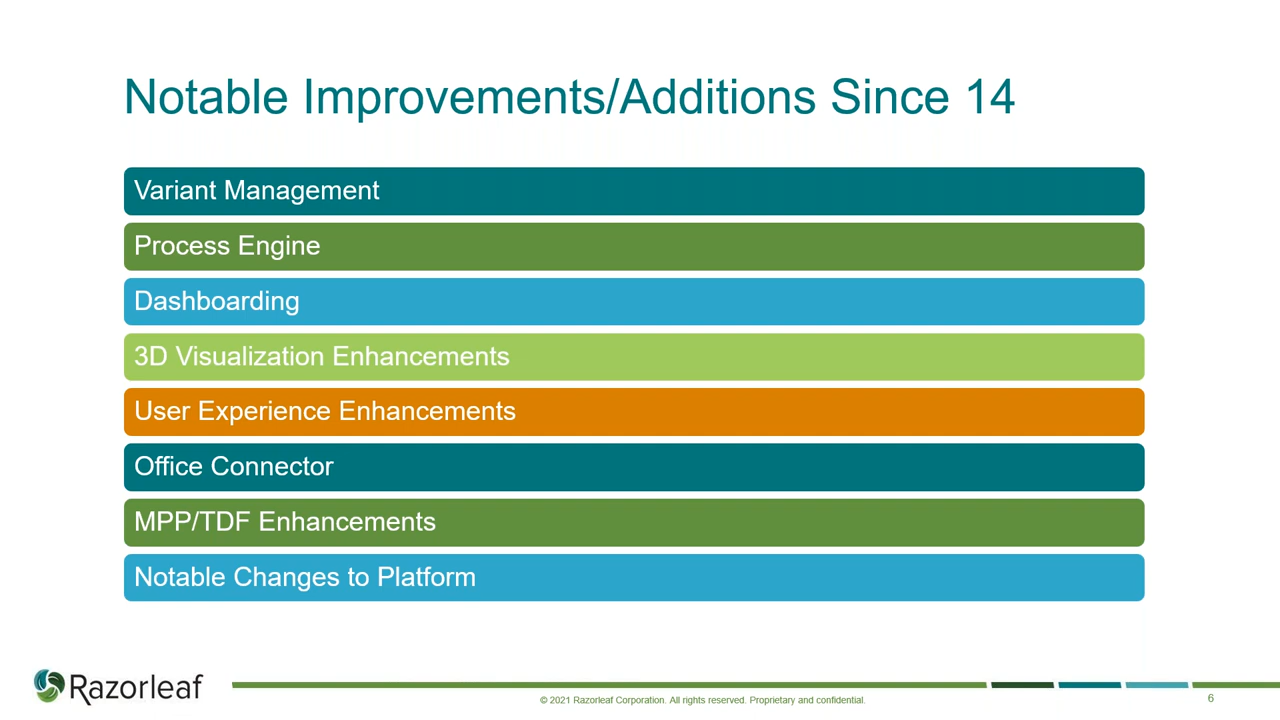 Notable Improvements/Additions Since 14
Variant Management
Process Engine
Dashboarding
3D Visualization Enhancements
User Experience Enhancements
Office Connector
MPP/TDF Enhancements
Notable Changes to Platform
Razorleaf
© 2021 Razorleaf Corporation. All rights reserved. Proprietary and confidential.
6